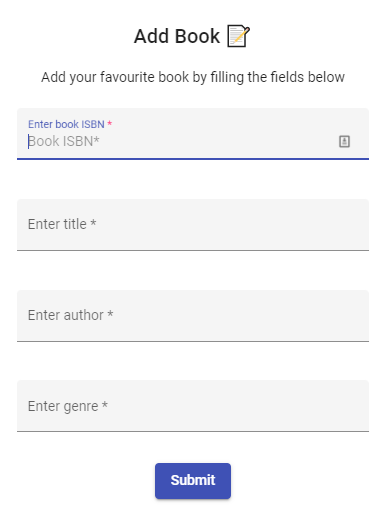 Add Book 📝
Add your favourite book by filling the fields below
Enter book ISBN *
Book ISBN*
Enter title *
Enter author *
Enter genre *
Submit